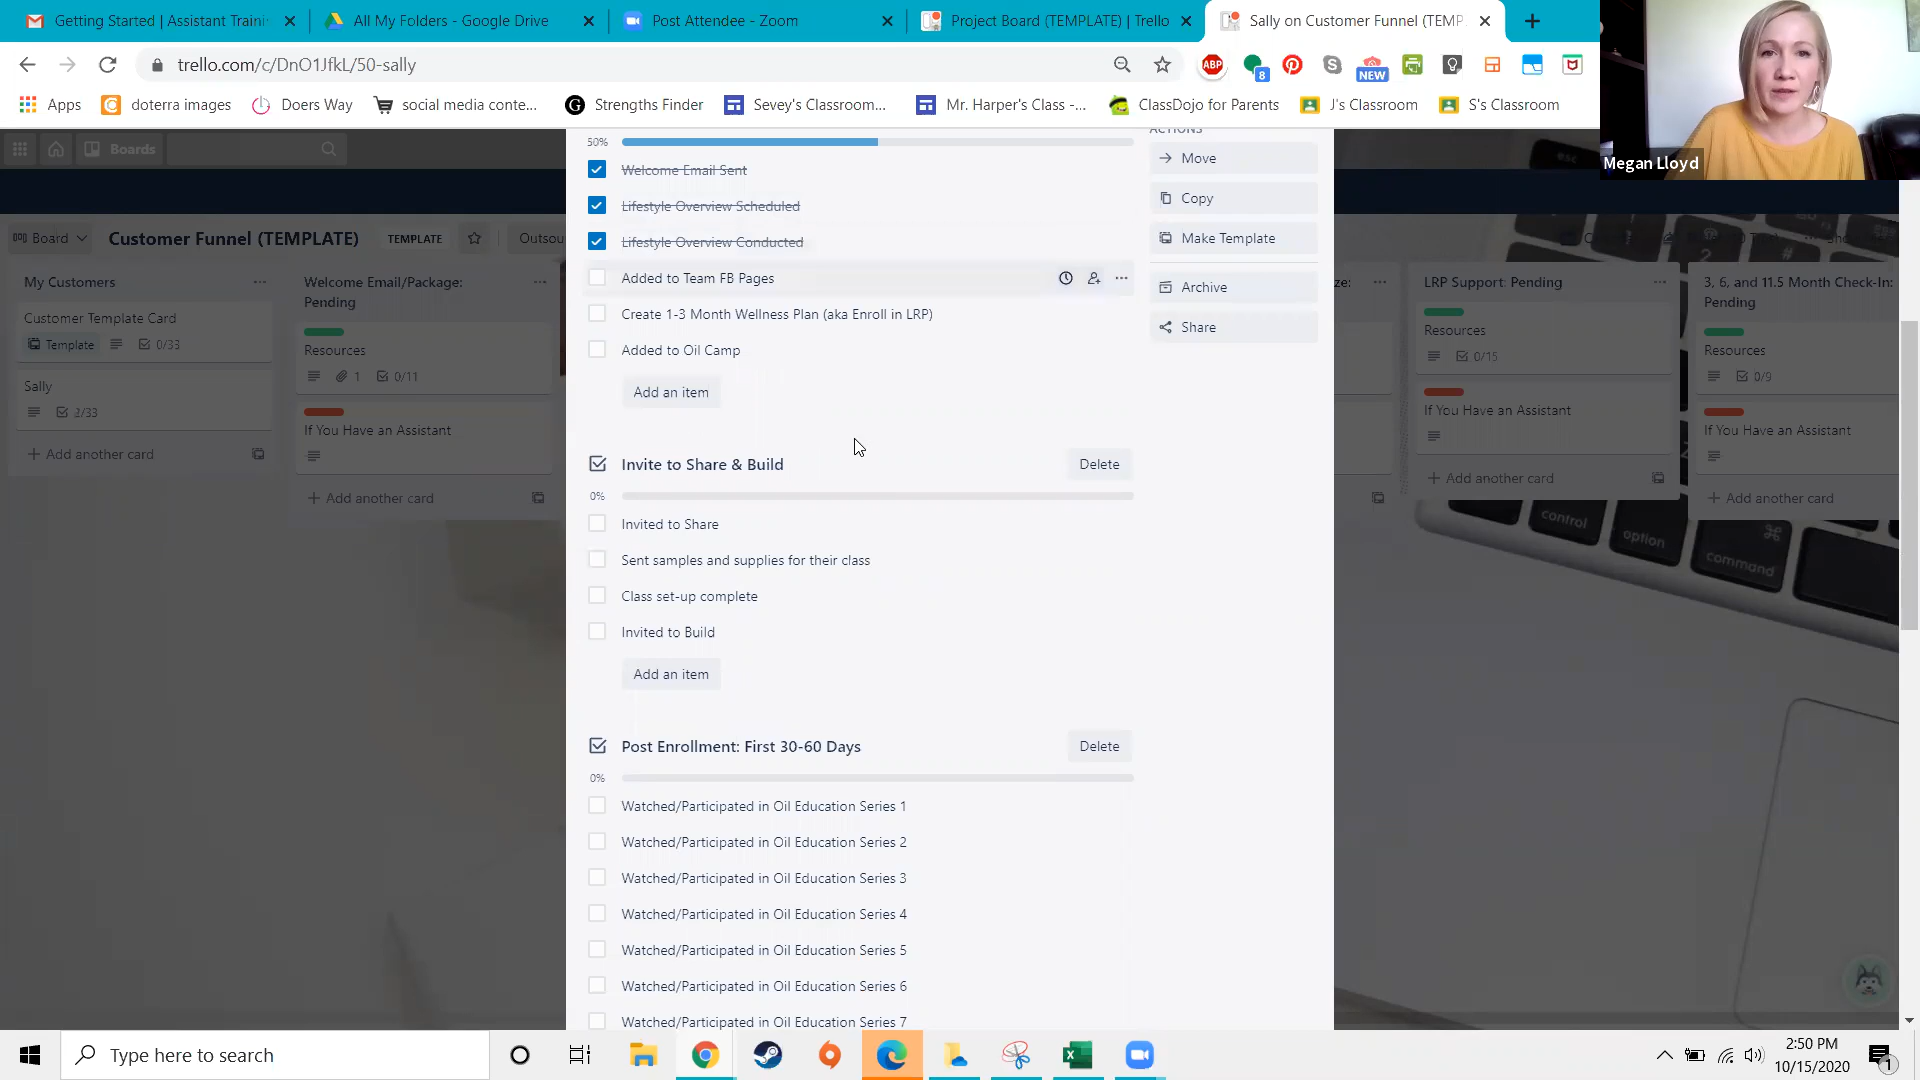 Getting Started | Assistant Traini
All My Folders - Google Drive
Post Attendee - Zoom
Project Board (TEMPLATE) | Trello
Sally on Customer Funnel (TEMP
trello.com/c/DnO1JfkL/50-sally
ABP
8
NEW
Apps
doterra images
Doers Way
social media conte...
Strengths Finder
Sevey's Classroom...
Mr. Harper's Class -...
ClassDojo for Parents
J's Classroom
S's Classroom
Megan Lloyd
Boards
Board
Customer Funnel (TEMPLATE)
TEMPLATE
My Customers
Customer Template Card
Template
0/33
Sally
2/33
+ Add another card
Welcome Email/Package:
Pending
Resources
1
0/11
If You Have an Assistant
+ Add another card
50%
Welcome Email Sent
Lifestyle Overview Scheduled
Lifestyle Overview Conducted
Added to Team FB Pages
Create 1-3 Month Wellness Plan (aka Enroll in LRP)
Added to Oil Camp
Add an item
Invite to Share & Build
Delete
0%
Invited to Share
Sent samples and supplies for their class
Class set-up complete
Invited to Build
Add an item
Post Enrollment: First 30-60 Days
Delete
0%
Watched/Participated in Oil Education Series 1
Watched/Participated in Oil Education Series 2
Watched/Participated in Oil Education Series 3
Watched/Participated in Oil Education Series 4
Watched/Participated in Oil Education Series 5
Watched/Participated in Oil Education Series 6
Watched/Participated in Oil Education Series 7
ACTIONS
Move
Copy
Make Template
Archive
Share
LRP Support: Pending
Resources
0/15
If You Have an Assistant
+ Add another card
3, 6, and 11.5 Month Check-In:
Pending
Resources
0/9
If You Have an Assistant
+ Add another card
esc
control
option
command
Type here to search
2:50 PM
10/15/2020
1